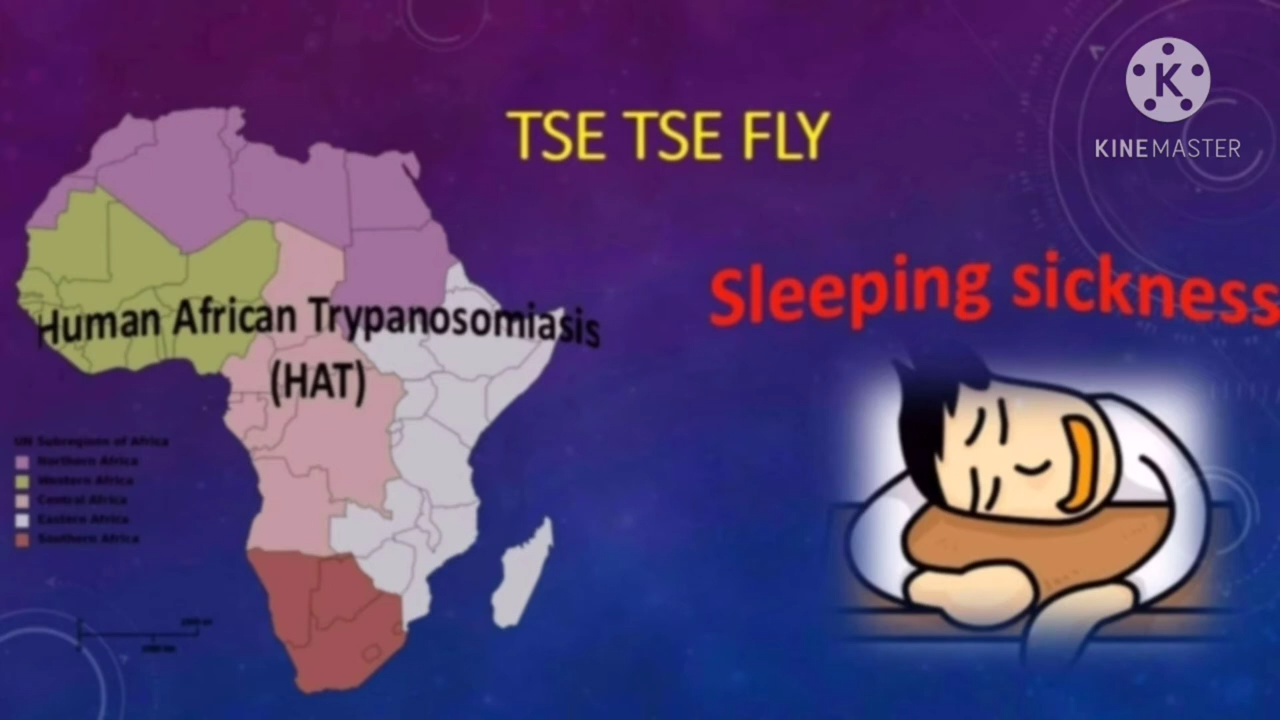 TSE TSE FLY
K
KINEMASTER
Sleeping sickness
Human African Trypanosomiasis
(HAT)
UN Subregions of Africa
Northern Africa
Western Africa
Central Africa
Eastern Africa
Southern Africa